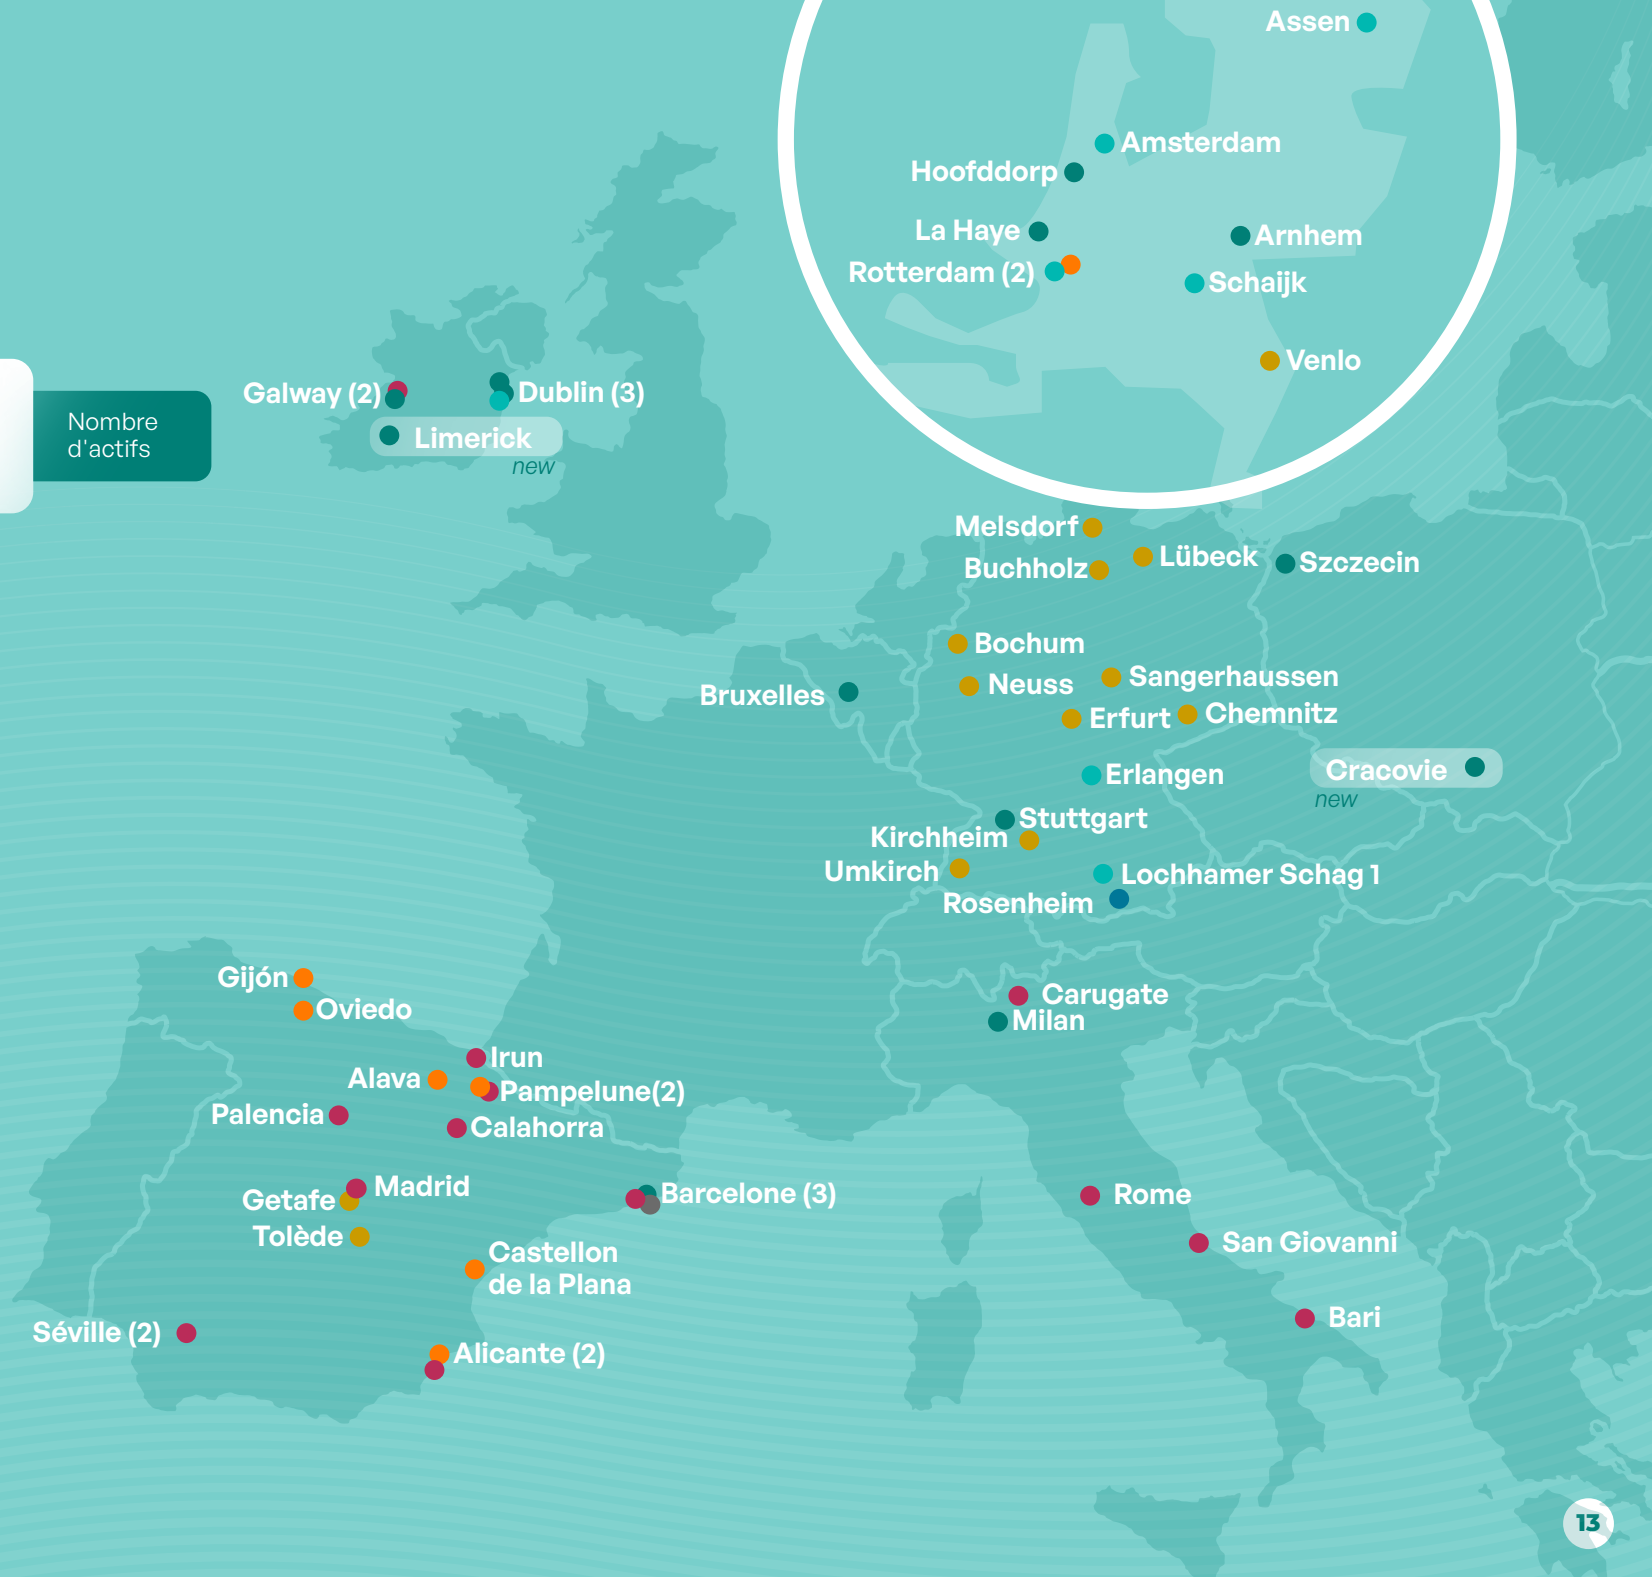 Assen
Amsterdam
Hoofddorp
La Haye
Arnhem
Rotterdam (2)
Schaijk
Venlo
Galway (2)
Dublin (3)
Nombre
d'actifs
Limerick
new
Melsdorf
Lübeck
Szczecin
Buchholz
Bochum
Sangerhaussen
Neuss
Bruxelles
Erfurt
Chemnitz
Cracovie
new
Erlangen
Stuttgart
Kirchheim
Umkirch
Lochhamer Schag 1
Rosenheim
Gijón
Oviedo
Carugate
Milan
Irun
Alava
Pampelune(2)
Palencia
Calahorra
Madrid
Getafe
Barcelone (3)
Rome
Tolède
San Giovanni
Castellon
de la Plana
Bari
Séville (2)
Alicante (2)
13